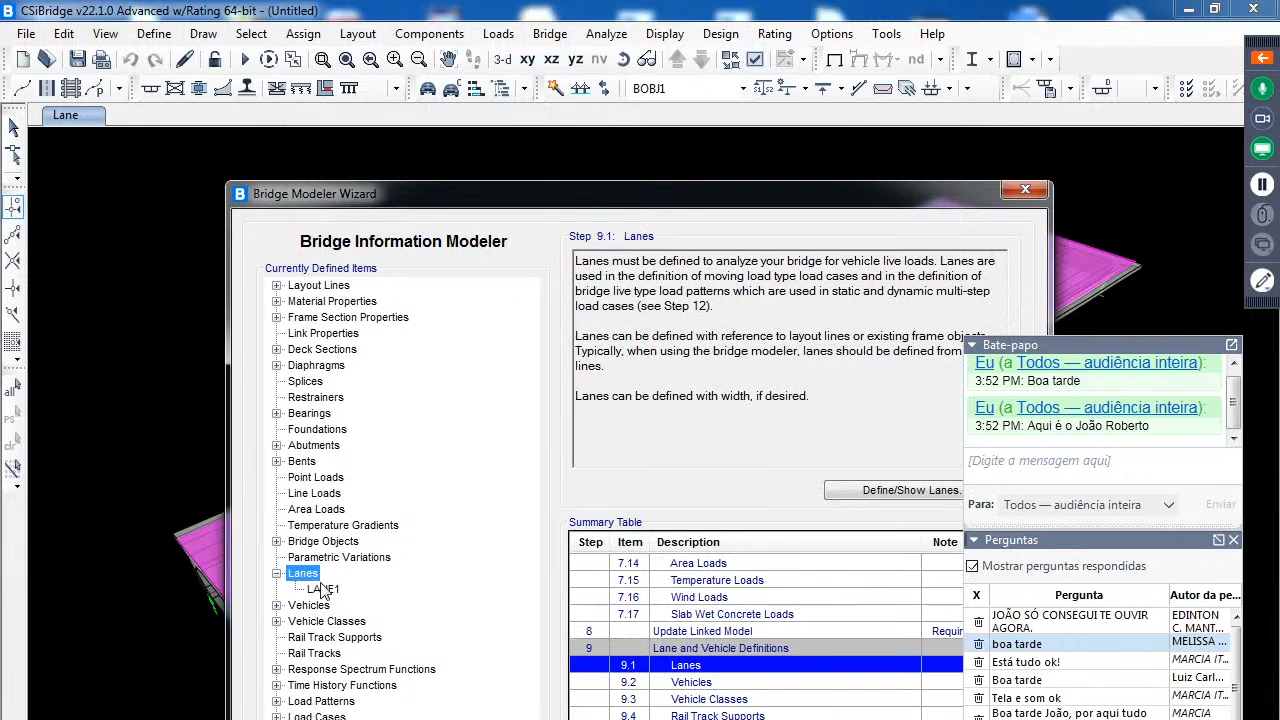 CSiBridge v22.1.0 Advanced w/Rating 64-bit - (Untitled)
File Edit View Define Draw Select Assign Layout Components Loads Bridge Analyze Display Design Rating Options Tools Help
3-d xy xz yz nv nd
BOBJ1
Lane
all
PS
clr
Bridge Modeler Wizard
Bridge Information Modeler
Currently Defined Items
Layout Lines
Material Properties
Frame Section Properties
Link Properties
Deck Sections
Diaphragms
Splices
Restrainers
Bearings
Foundations
Abutments
Bents
Point Loads
Line Loads
Area Loads
Temperature Gradients
Bridge Objects
Parametric Variations
Lanes
LANE1
Vehicles
Vehicle Classes
Rail Track Supports
Rail Tracks
Response Spectrum Functions
Time History Functions
Load Patterns
Load Cases
Step 9.1: Lanes
Lanes must be defined to analyze your bridge for vehicle live loads. Lanes are
used in the definition of moving load type load cases and in the definition of
bridge live type load patterns which are used in static and dynamic multi-step
load cases (see Step 12).
Lanes can be defined with reference to layout lines or existing frame objects.
Typically, when using the bridge modeler, lanes should be defined from
lines.
Lanes can be defined with width, if desired.
Define/Show Lanes.
Summary Table
Step Item Description Note
7.14 Area Loads
7.15 Temperature Loads
7.16 Wind Loads
7.17 Slab Wet Concrete Loads
8 Update Linked Model Requir
9 Lane and Vehicle Definitions
9.1 Lanes
9.2 Vehicles
9.3 Vehicle Classes
9.4 Rail Track Supports
Bate-papo
Eu (a Todos — audiência inteira):
3:52 PM: Boa tarde
Eu (a Todos — audiência inteira):
3:52 PM: Aqui é o João Roberto
[Digite a mensagem aqui]
Para: Todos — audiência inteira Enviar
Perguntas
Mostrar perguntas respondidas
X Pergunta Autor da pe...
JOÃO SÓ CONSEGUI TE OUVIR AGORA. EDINTON C. MANT...
boa tarde MELISSA ...
Está tudo ok! MARCIA IT...
Boa tarde Luiz Carl...
Tela e som ok MARCIA IT...
Boa tarde João, por aqui tudo MARCIA